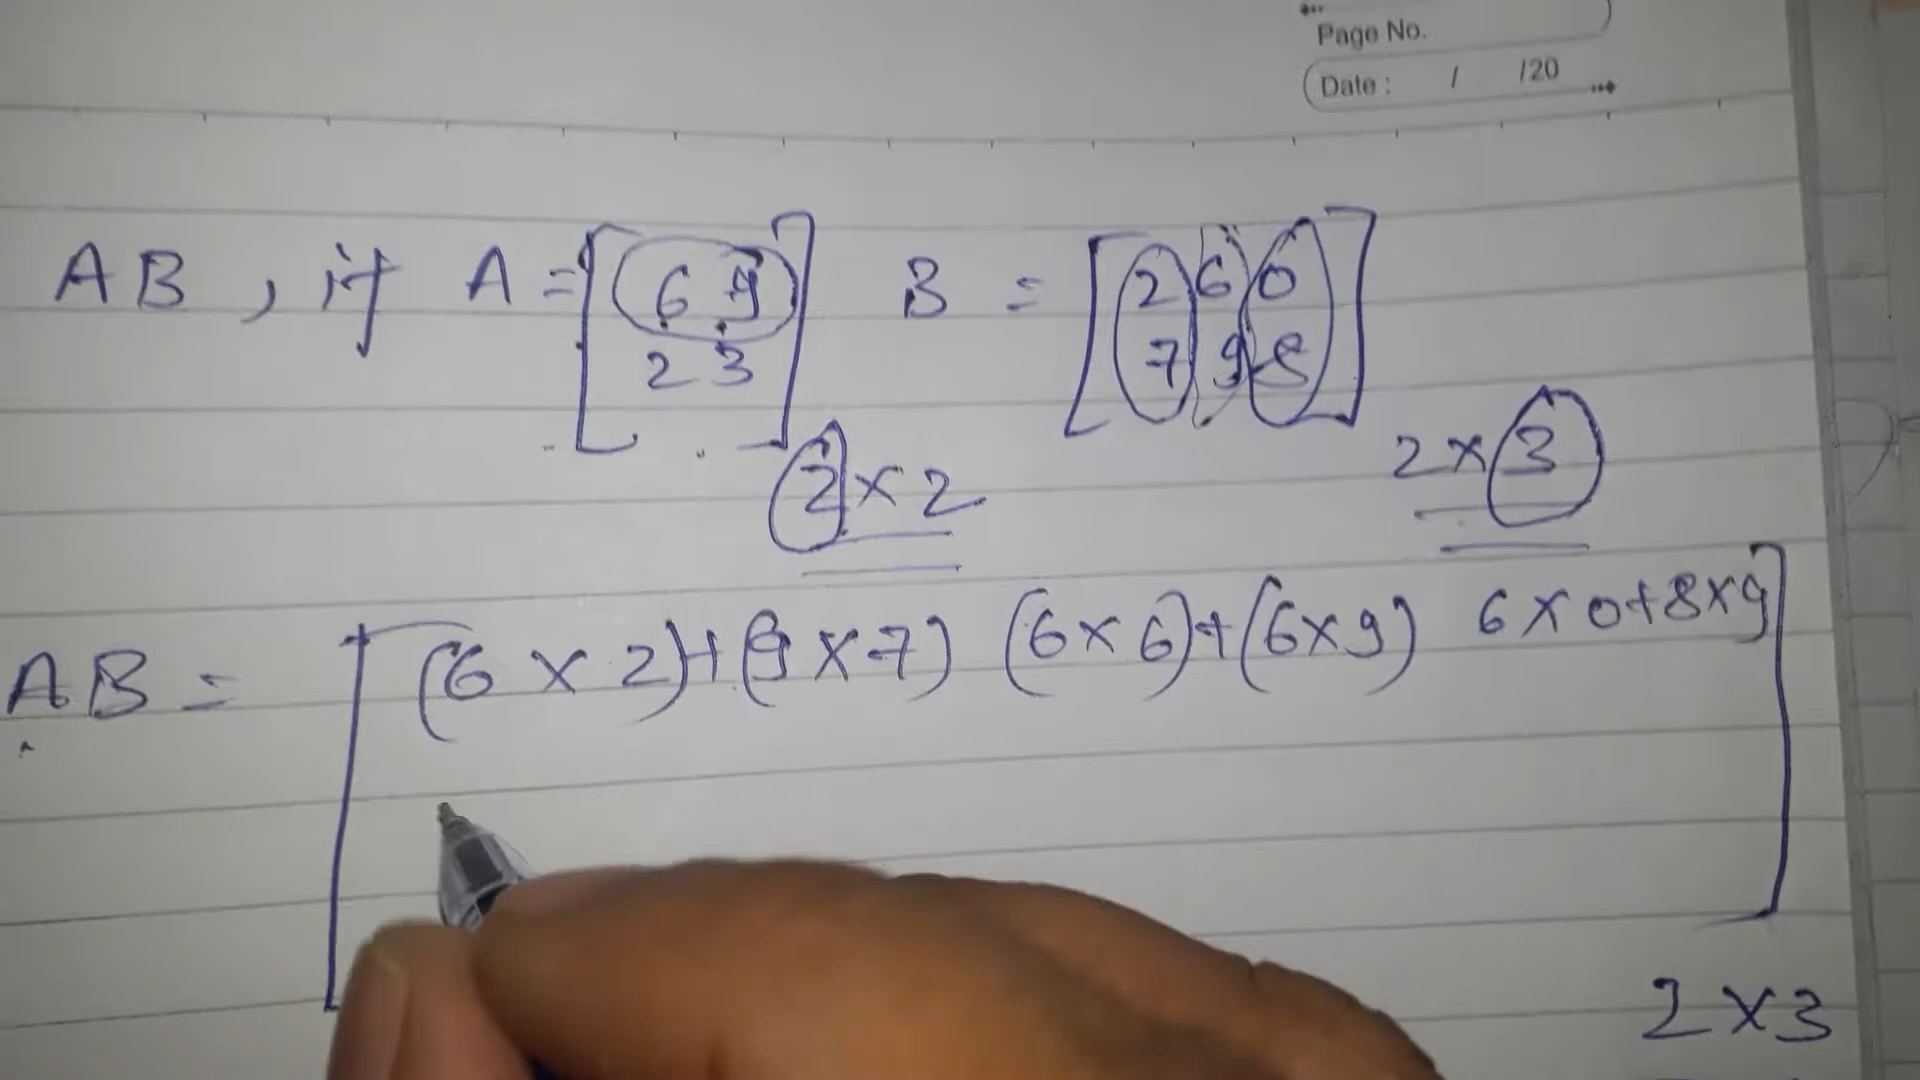 Page No.
Date : / /20
AB , if A = [ 6 9 B = [ 2 6 0
2 3 ] 7 9 8 ]
2 × 2 2 × 3
AB = [ (6 × 2)+(9 × 7) (6 × 6)+(6 × 9) 6 × 0+8×9 ]
2 × 3